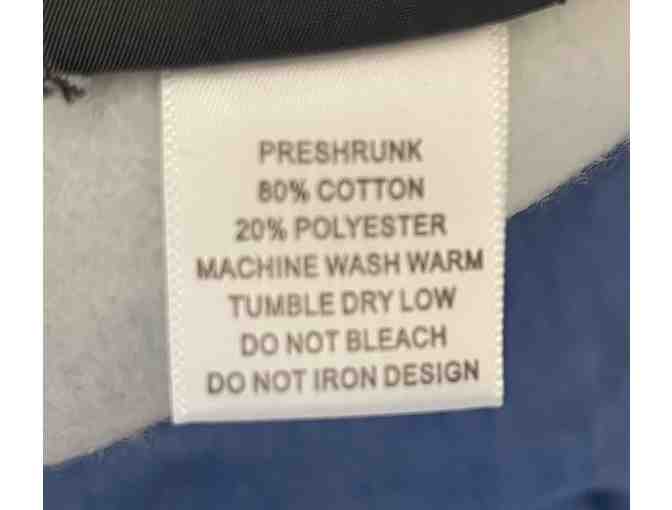 PRESHRUNK
80% COTTON
20% POLYESTER
MACHINE WASH WARM
TUMBLE DRY LOW
DO NOT BLEACH
DO NOT IRON DESIGN